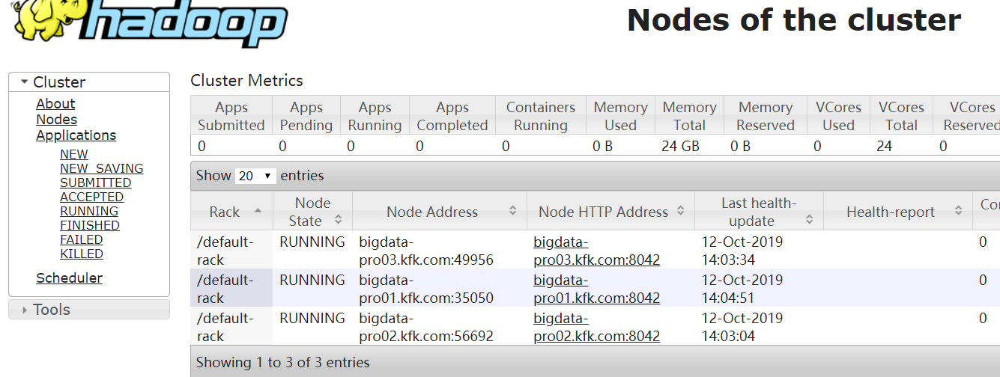 hadoop
Nodes of the cluster
Cluster
About
Nodes
Applications
NEW
NEW_SAVING
SUBMITTED
ACCEPTED
RUNNING
FINISHED
FAILED
KILLED
Scheduler
Tools
Cluster Metrics
Apps Submitted Apps Pending Apps Running Apps Completed Containers Running Memory Used Memory Total Memory Reserved VCores Used VCores Total VCores Reserved
0 0 0 0 0 0 B 24 GB 0 B 0 24 0
Show 20 entries
Rack Node State Node Address Node HTTP Address Last health-update Health-report
/default-rack RUNNING bigdata-pro03.kfk.com:49956 bigdata-pro03.kfk.com:8042 12-Oct-2019 14:03:34 0
/default-rack RUNNING bigdata-pro01.kfk.com:35050 bigdata-pro01.kfk.com:8042 12-Oct-2019 14:04:51 0
/default-rack RUNNING bigdata-pro02.kfk.com:56692 bigdata-pro02.kfk.com:8042 12-Oct-2019 14:03:04 0
Showing 1 to 3 of 3 entries